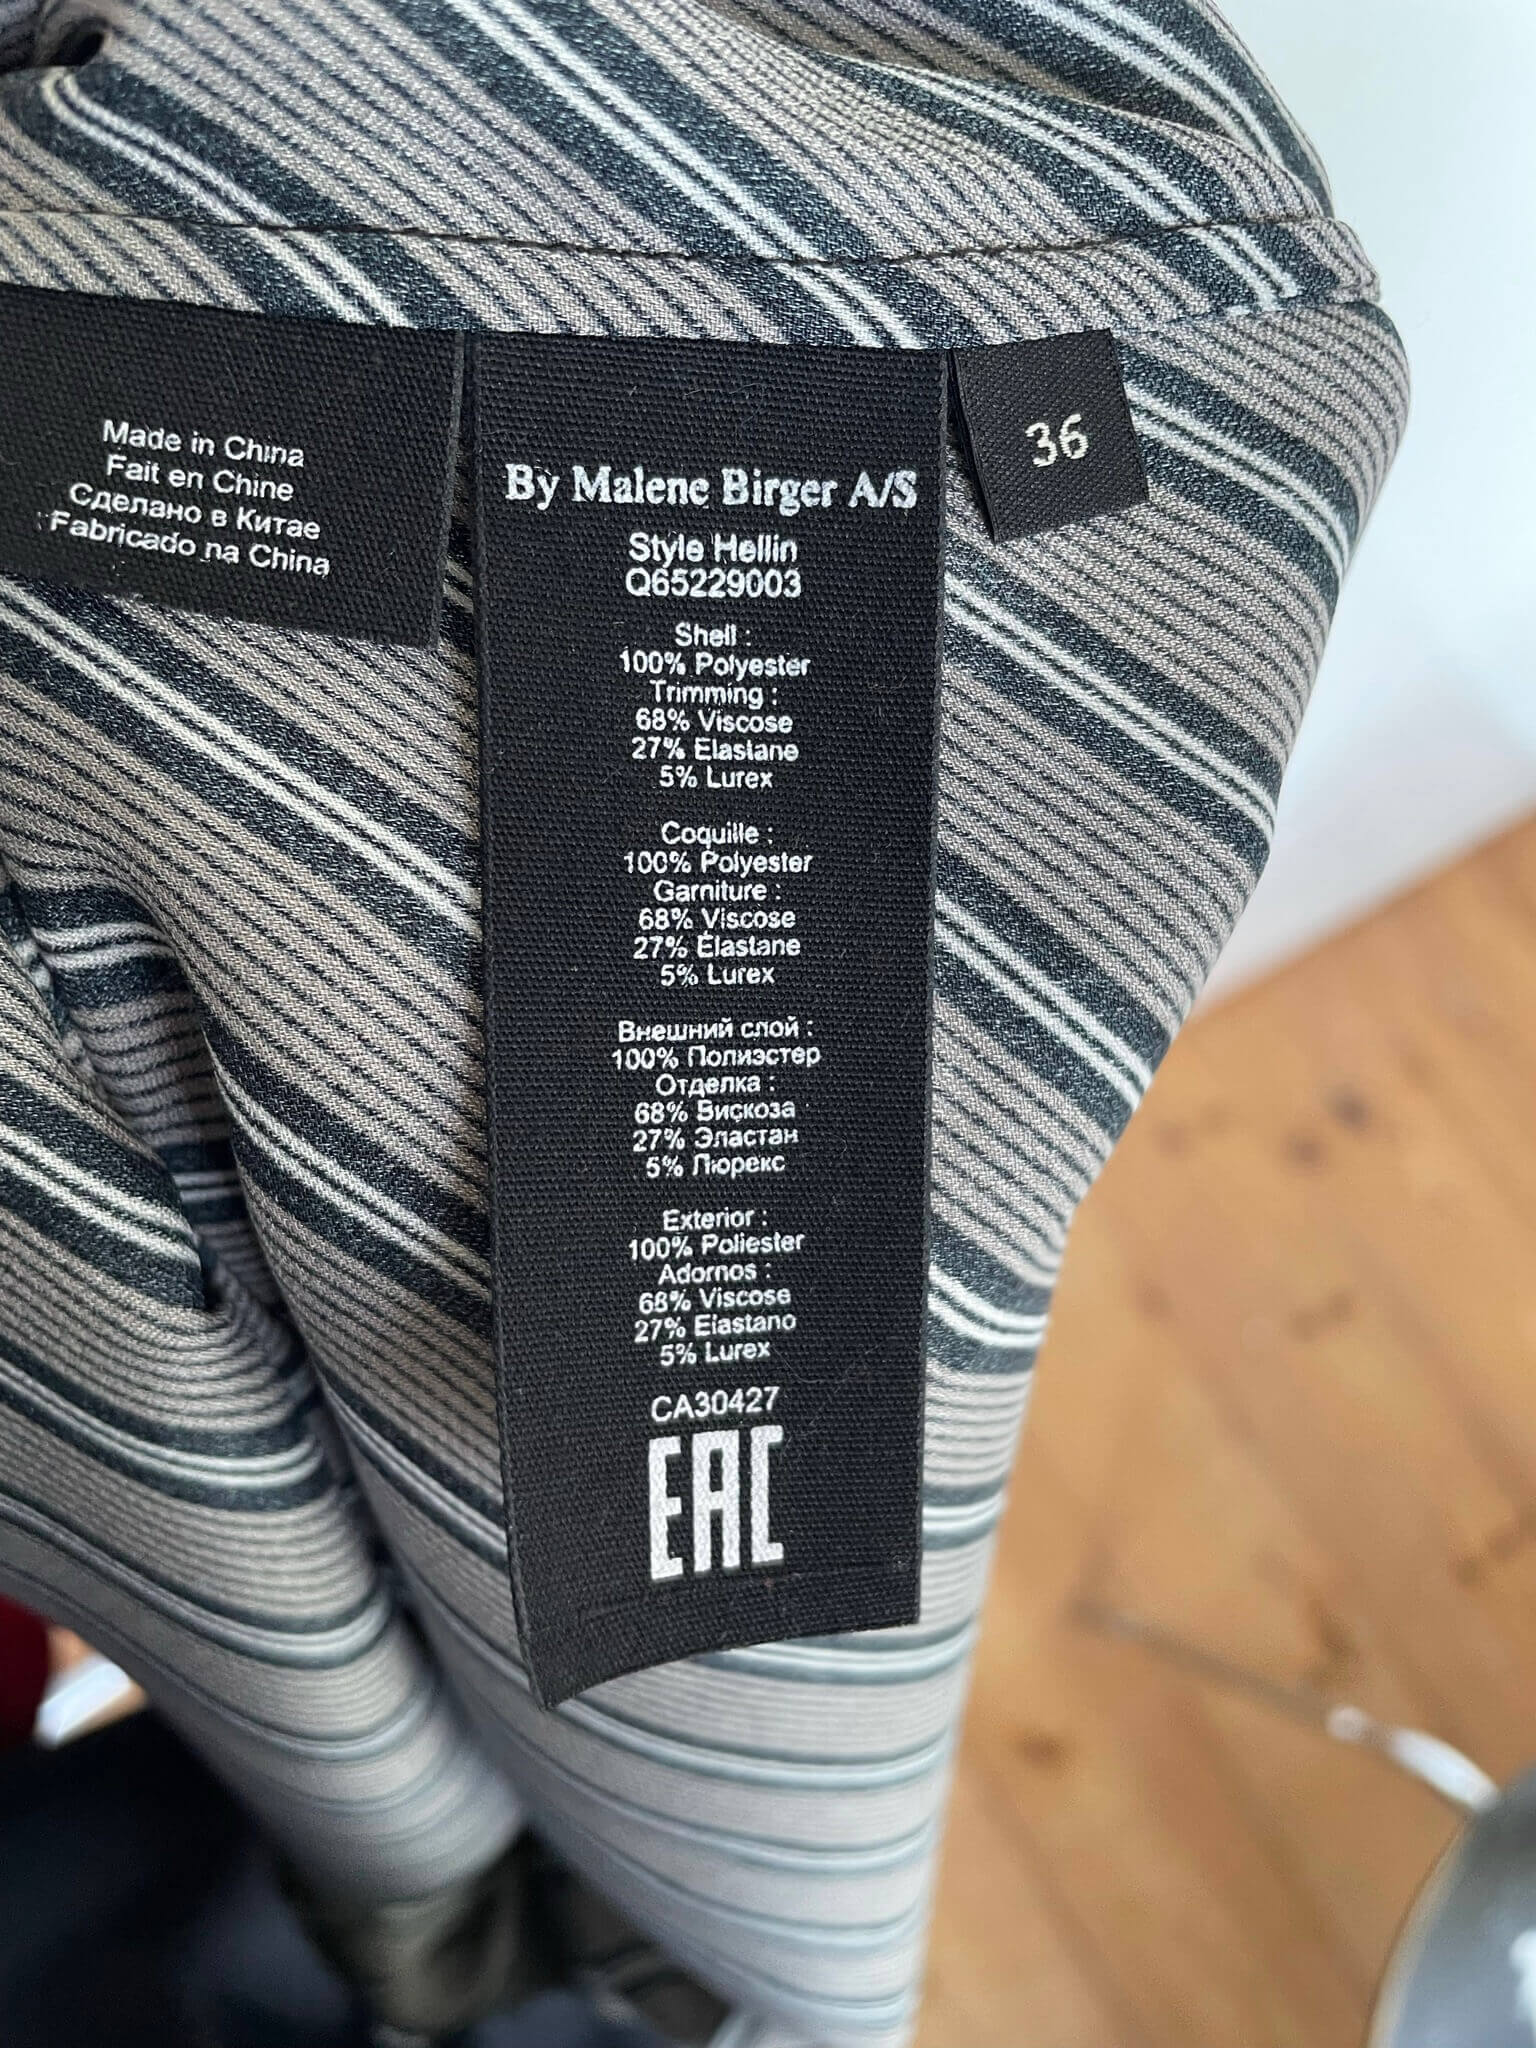 Made in China
Fait en Chine
Сделано в Китае
Fabricado na China
By Malene Birger A/S
Style Hellin
Q65229003
Shell :
100% Polyester
Trimming :
68% Viscose
27% Elastane
5% Lurex
Coquille :
100% Polyester
Garniture :
68% Viscose
27% Élastane
5% Lurex
Внешний слой :
100% Полиэстер
Отделка :
68% Вискоза
27% Эластан
5% Люрекс
Exterior :
100% Poliester
Adornos :
68% Viscose
27% Elastano
5% Lurex
CA30427
EAC
36